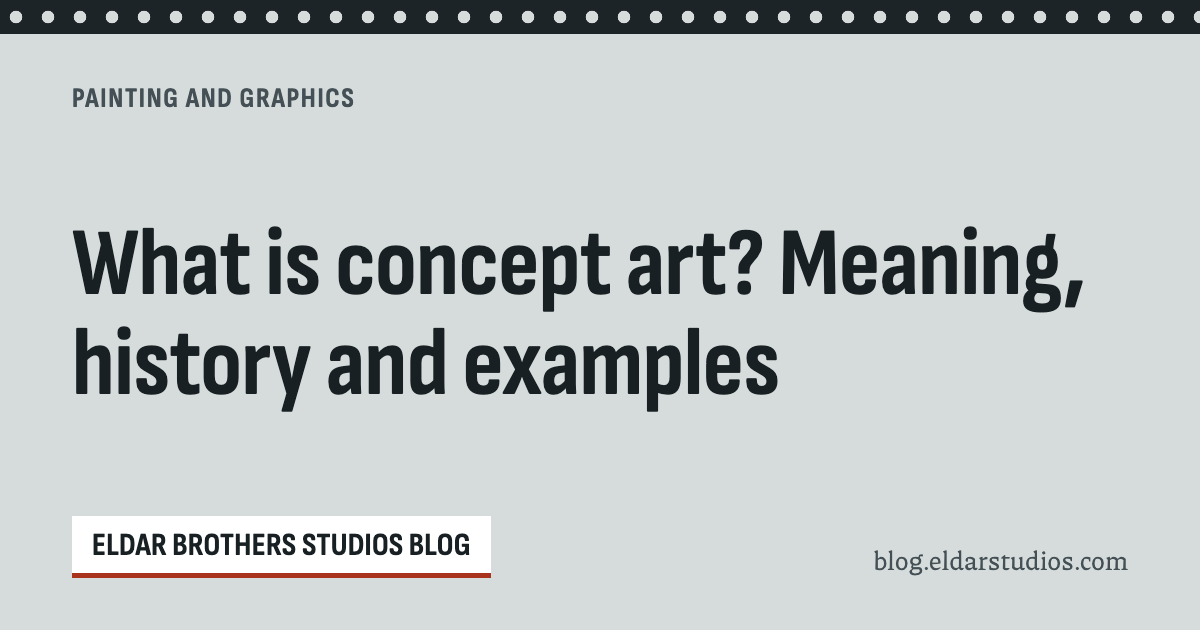 PAINTING AND GRAPHICS
What is concept art? Meaning,
history and examples
ELDAR BROTHERS STUDIOS BLOG
blog.eldarstudios.com